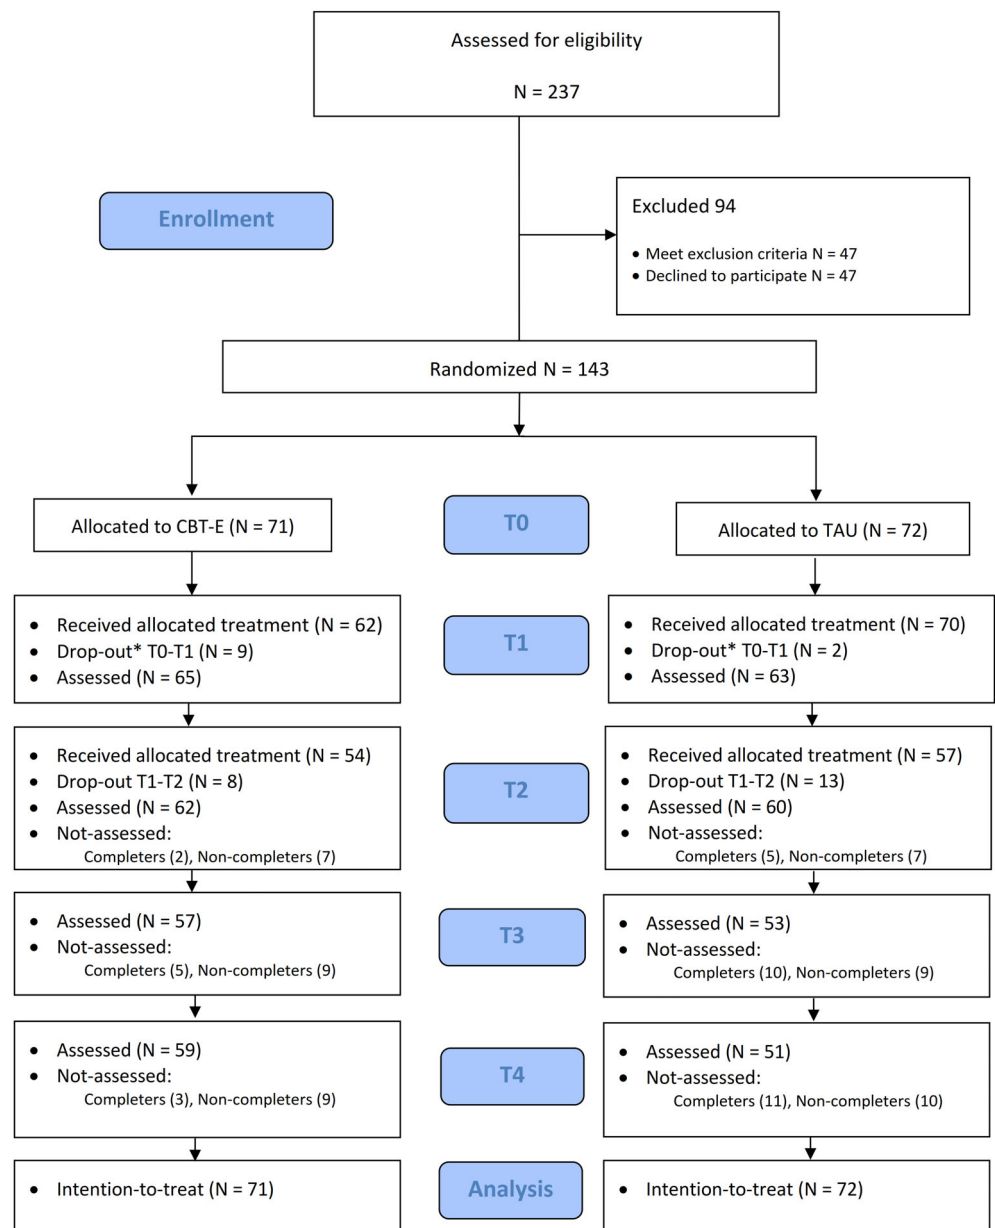 Assessed for eligibility
N = 237
Enrollment
Excluded 94
• Meet exclusion criteria N = 47
• Declined to participate N = 47
Randomized N = 143
Allocated to CBT-E (N = 71)
T0
Allocated to TAU (N = 72)
• Received allocated treatment (N = 62)
• Drop-out* T0-T1 (N = 9)
• Assessed (N = 65)
T1
• Received allocated treatment (N = 70)
• Drop-out* T0-T1 (N = 2)
• Assessed (N = 63)
• Received allocated treatment (N = 54)
• Drop-out T1-T2 (N = 8)
• Assessed (N = 62)
• Not-assessed:
Completers (2), Non-completers (7)
T2
• Received allocated treatment (N = 57)
• Drop-out T1-T2 (N = 13)
• Assessed (N = 60)
• Not-assessed:
Completers (5), Non-completers (7)
• Assessed (N = 57)
• Not-assessed:
Completers (5), Non-completers (9)
T3
• Assessed (N = 53)
• Not-assessed:
Completers (10), Non-completers (9)
• Assessed (N = 59)
• Not-assessed:
Completers (3), Non-completers (9)
T4
• Assessed (N = 51)
• Not-assessed:
Completers (11), Non-completers (10)
• Intention-to-treat (N = 71)
Analysis
• Intention-to-treat (N = 72)